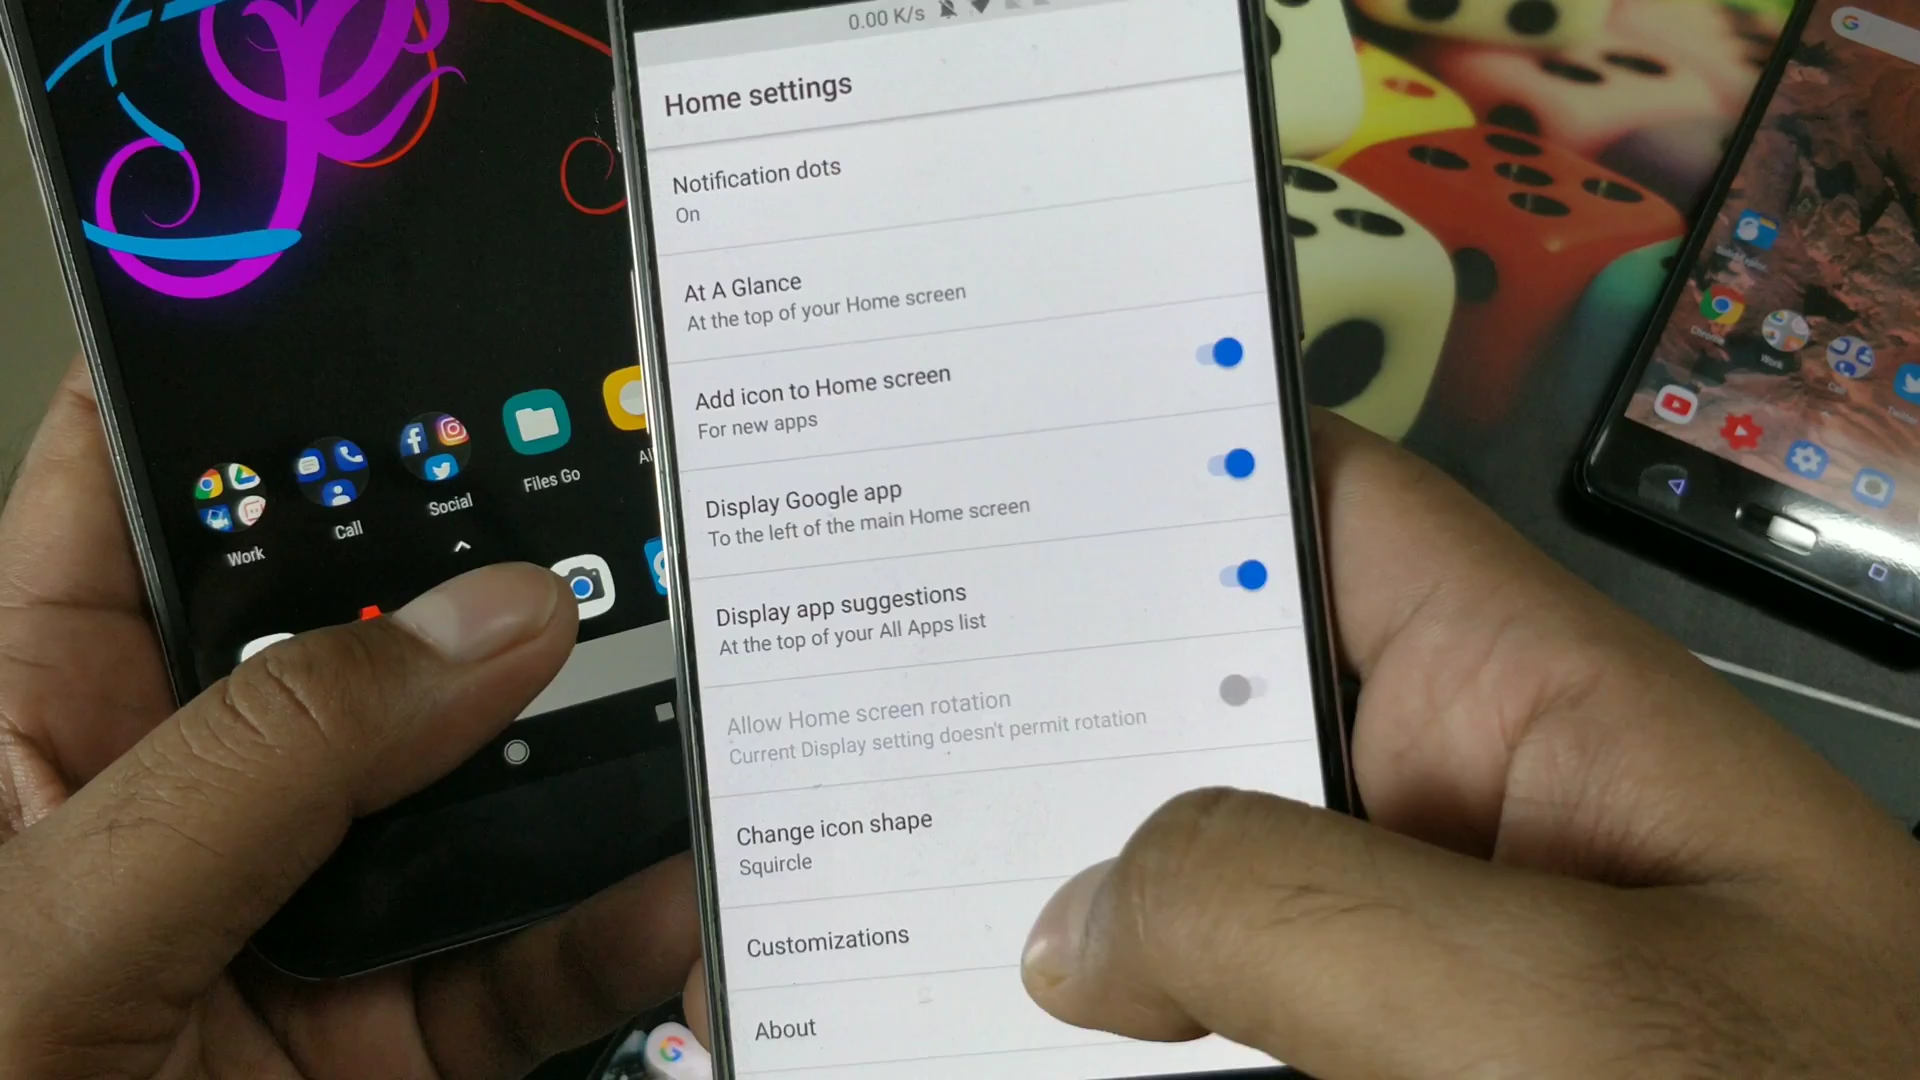 0.00 K/s
Home settings
Notification dots
On
At A Glance
At the top of your Home screen
Add icon to Home screen
For new apps
Display Google app
To the left of the main Home screen
Display app suggestions
At the top of your All Apps list
Allow Home screen rotation
Current Display setting doesn't permit rotation
Change icon shape
Squircle
Customizations
About
Work
Call
Social
Files Go
Chrome
Work